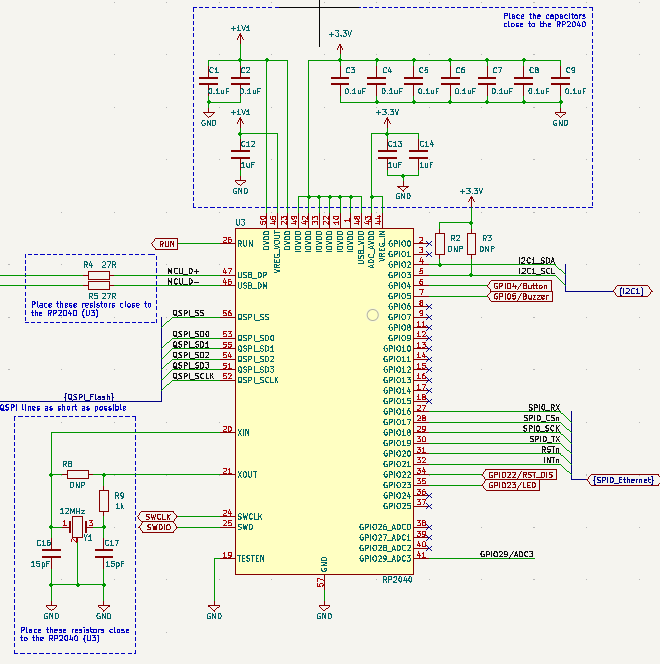 Place the capacitors
close to the RP2040
+1V1
+3.3V
C1
C2
C3
C4
C5
C6
C7
C8
C9
0.1uF
0.1uF
0.1uF
0.1uF
0.1uF
0.1uF
0.1uF
0.1uF
0.1uF
GND
GND
+1V1
+3.3V
C12
1uF
C13
1uF
C14
1uF
GND
GND
+3.3V
50
45
23
49
42
33
22
10
1
48
43
44
U3
DVDD
VREG_VOUT
DVDD
IOVDD
IOVDD
IOVDD
IOVDD
IOVDD
IOVDD
USB_VDD
ADC_AVDD
VREG_IN
RUN
26
RUN
GPIO0
2
GPIO1
3
GPIO2
4
GPIO3
5
GPIO4
6
GPIO5
7
GPIO6
8
GPIO7
9
GPIO8
11
GPIO9
12
GPIO10
13
GPIO11
14
GPIO12
15
GPIO13
16
GPIO14
17
GPIO15
18
GPIO16
27
GPIO17
28
GPIO18
29
GPIO19
30
GPIO20
31
GPIO21
32
GPIO22
34
GPIO23
35
GPIO24
36
GPIO25
37
GPIO26_ADC0
38
GPIO27_ADC1
39
GPIO28_ADC2
40
GPIO29_ADC3
41
R2
DNP
R3
DNP
I2C1_SDA
I2C1_SCL
{I2C1}
GPIO4/Button
GPIO5/Buzzer
R4 27R
MCU_D+
47
USB_DP
R5 27R
MCU_D-
46
USB_DM
Place these resistors close to
the RP2040 (U3)
QSPI_SS
56
QSPI_SS
QSPI_SD0
53
QSPI_SD0
QSPI_SD1
55
QSPI_SD1
QSPI_SD2
54
QSPI_SD2
QSPI_SD3
51
QSPI_SD3
QSPI_SCLK
52
QSPI_SCLK
{QSPI_Flash}
QSPI lines as short as possible
SPI0_RX
SPI0_CSn
SPI0_SCK
SPI0_TX
RSTn
INTn
GPIO22/RST_DIS
GPIO23/LED
{SPI0_Ethernet}
GPIO29/ADC3
20
XIN
21
XOUT
R8
DNP
R9
1k
12MHz
1
3
Y1
C16
15pF
C17
15pF
GND
GND
Place these resistors close
to the RP2040 (U3)
SWCLK
24
SWCLK
SWDIO
25
SWD
19
TESTEN
GND
GND
57
GND
RP2040